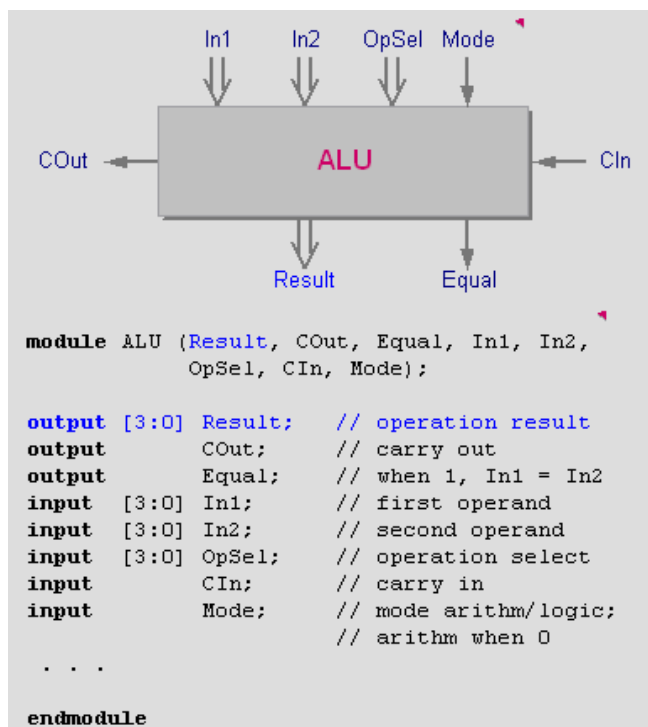 In1 In2 OpSel Mode
COut ALU CIn
Result Equal
module ALU (Result, COut, Equal, In1, In2,
OpSel, CIn, Mode);
output [3:0] Result; // operation result
output COut; // carry out
output Equal; // when 1, In1 = In2
input [3:0] In1; // first operand
input [3:0] In2; // second operand
input [3:0] OpSel; // operation select
input CIn; // carry in
input Mode; // mode arithm/logic;
// arithm when 0
. . .
endmodule